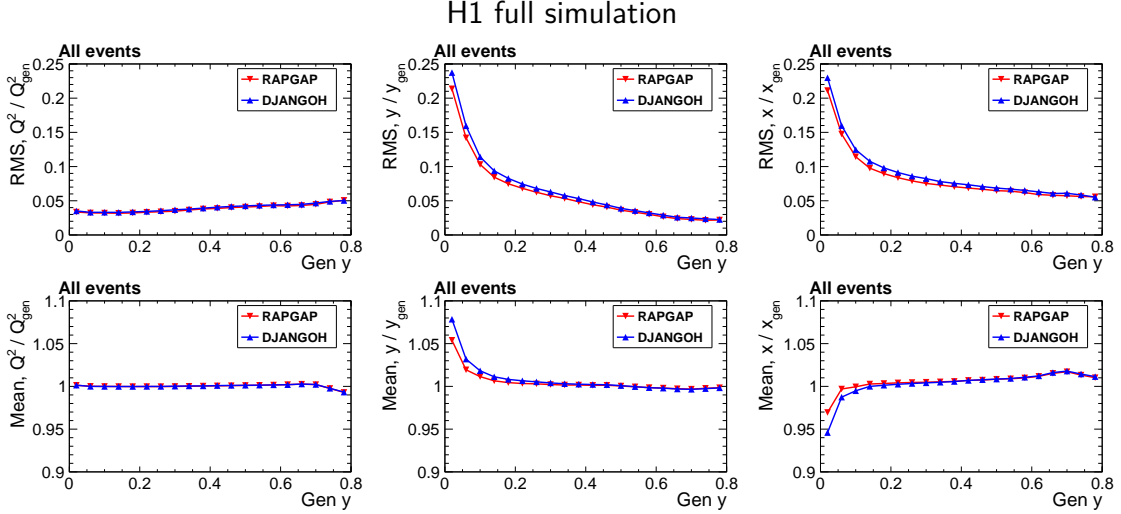 H1 full simulation
All events
RMS, Q² / Q²gen
0.25
0.2
0.15
0.1
0.05
0
RAPGAP
DJANGOH
0 0.2 0.4 0.6 0.8
Gen y
All events
RMS, y / ygen
0.25
0.2
0.15
0.1
0.05
0
RAPGAP
DJANGOH
0 0.2 0.4 0.6 0.8
Gen y
All events
RMS, x / xgen
0.25
0.2
0.15
0.1
0.05
0
RAPGAP
DJANGOH
0 0.2 0.4 0.6 0.8
Gen y
All events
Mean, Q² / Q²gen
1.1
1.05
1
0.95
0.9
RAPGAP
DJANGOH
0 0.2 0.4 0.6 0.8
Gen y
All events
Mean, y / ygen
1.1
1.05
1
0.95
0.9
RAPGAP
DJANGOH
0 0.2 0.4 0.6 0.8
Gen y
All events
Mean, x / xgen
1.1
1.05
1
0.95
0.9
RAPGAP
DJANGOH
0 0.2 0.4 0.6 0.8
Gen y